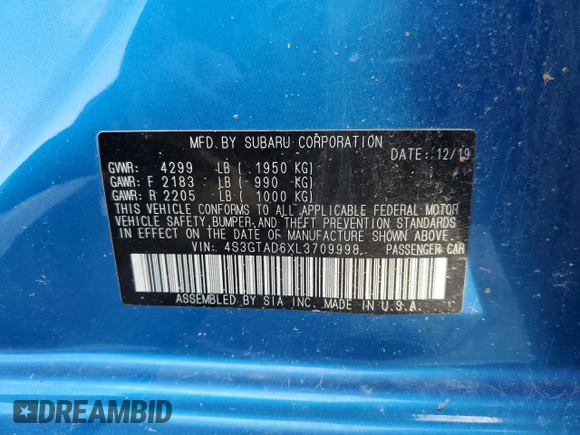 MFD. BY SUBARU CORPORATION
DATE: 12/19
GVWR: 4299 LB ( 1950 KG)
GAWR: F 2183 LB ( 990 KG)
GAWR: R 2205 LB ( 1000 KG)
THIS VEHICLE CONFORMS TO ALL APPLICABLE FEDERAL MOTOR
VEHICLE SAFETY, BUMPER, AND THEFT PREVENTION STANDARDS
IN EFFECT ON THE DATE OF MANUFACTURE SHOWN ABOVE.
VIN: 4S3GTAD6XL3709998 PASSENGER CAR
ASSEMBLED BY SIA INC. MADE IN U.S.A.
DREAMBID